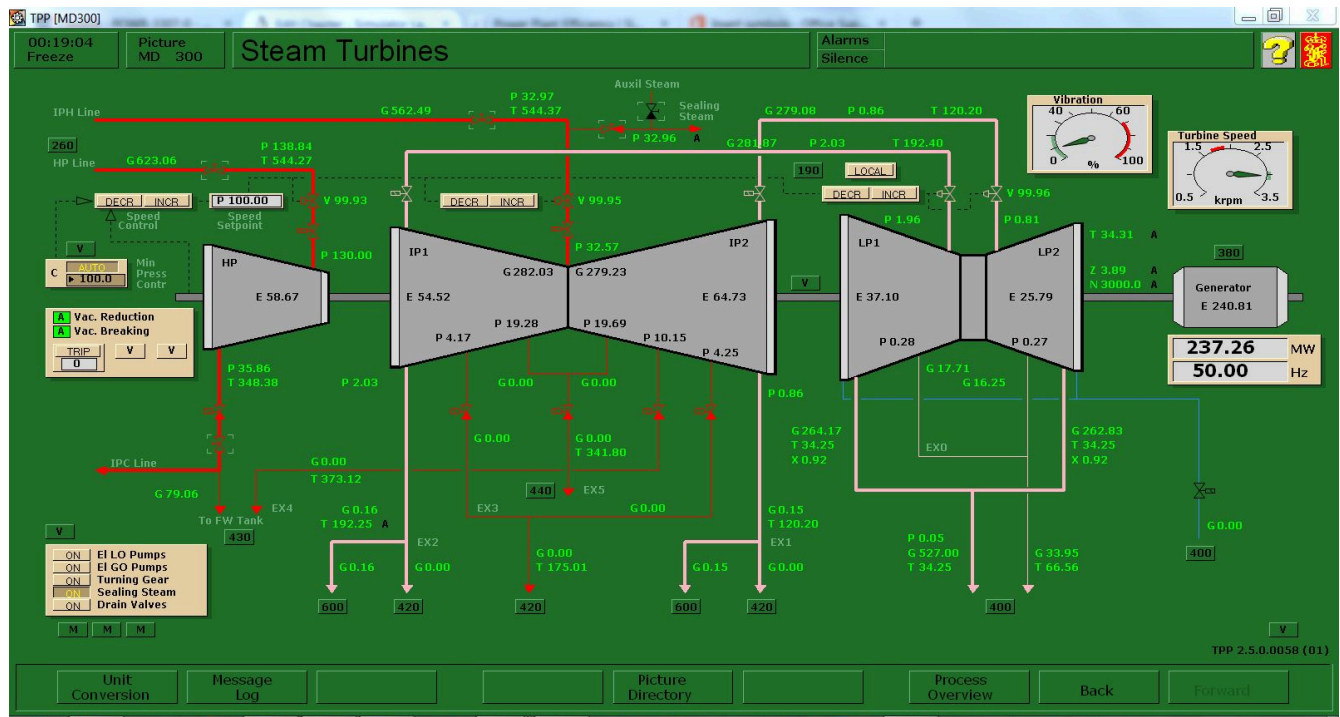 TPP [MD300]
00:19:04
Freeze
Picture
MD 300
Steam Turbines
Alarms
Silence
Auxil Steam
Sealing
Steam
IPH Line
G 562.49
P 32.97
T 544.37
P 32.96 A
G 279.08 P 0.86 T 120.20
Vibration
40 60
0 % 100
Turbine Speed
1.5 2.5
0.5 krpm 3.5
260
HP Line
G 623.06
P 138.84
T 544.27
G 281.87 P 2.03 T 192.40
190
LOCAL
DECR INCR
P 100.00
Speed
Control
Speed
Setpoint
V 99.93
DECR INCR
V 99.95
DECR INCR
V 99.96
V
C AUTO
100.0
Min
Press
Contr
HP
P 130.00
E 58.67
IP1
P 32.57
IP2
G 282.03
G 279.23
E 54.52
E 64.73
P 19.28
P 19.69
P 4.17
P 10.15
P 4.25
V
LP1
P 1.96
P 0.81
LP2
E 37.10
E 25.79
P 0.28
P 0.27
T 34.31 A
Z 3.89 A
N 3000.0 A
380
Generator
E 240.81
237.26 MW
50.00 Hz
A Vac. Reduction
A Vac. Breaking
TRIP
0
V V
P 35.86
T 348.38
P 2.03
G 0.00
G 0.00
P 0.86
G 17.71
G 16.25
G 264.17
T 34.25
X 0.92
EX0
G 262.83
T 34.25
X 0.92
IPC Line
G 0.00
T 373.12
G 0.00
G 0.00
T 341.80
G 79.06
To FW Tank
EX4
430
440
EX5
EX3
G 0.00
G 0.16
T 192.25 A
EX2
G 0.15
T 120.20
EX1
G 0.16
G 0.00
G 0.00
T 175.01
G 0.15
G 0.00
P 0.05
G 527.00
T 34.25
G 33.95
T 66.56
G 0.00
400
600
420
420
600
420
400
V
ON El LO Pumps
ON El GO Pumps
ON Turning Gear
ON Sealing Steam
ON Drain Valves
M M M
V
TPP 2.5.0.0058 (01)
Unit
Conversion
Message
Log
Picture
Directory
Process
Overview
Back
Forward